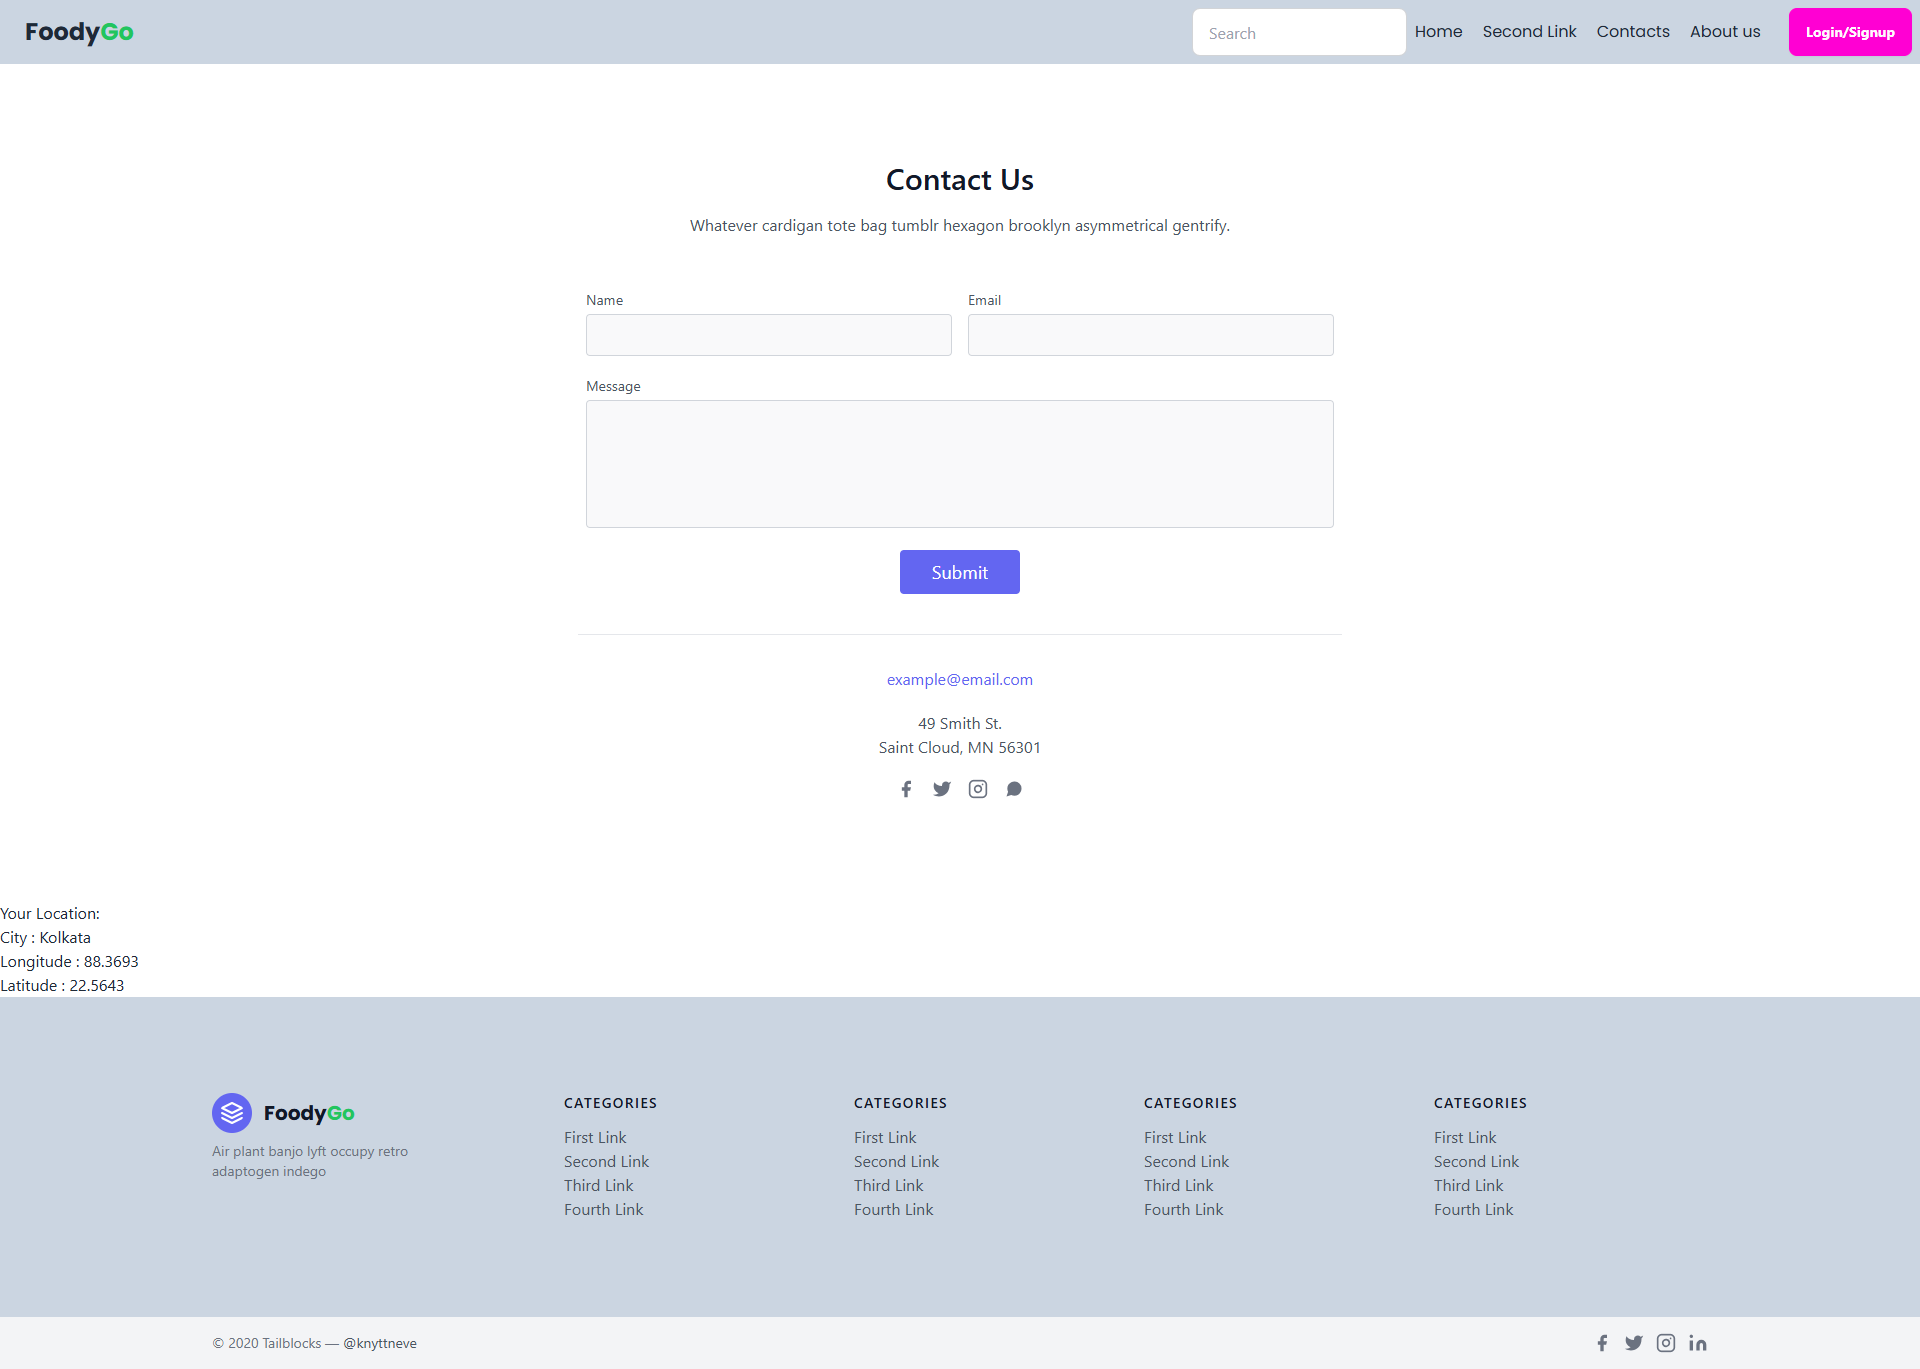 FoodyGo
Search
Home
Second Link
Contacts
About us
Login/Signup
Contact Us
Whatever cardigan tote bag tumblr hexagon brooklyn asymmetrical gentrify.
Name
Email
Message
Submit
example@email.com
49 Smith St.
Saint Cloud, MN 56301
Your Location:
City : Kolkata
Longitude : 88.3693
Latitude : 22.5643
FoodyGo
Air plant banjo lyft occupy retro
adaptogen indego
CATEGORIES
First Link
Second Link
Third Link
Fourth Link
CATEGORIES
First Link
Second Link
Third Link
Fourth Link
CATEGORIES
First Link
Second Link
Third Link
Fourth Link
CATEGORIES
First Link
Second Link
Third Link
Fourth Link
© 2020 Tailblocks — @knyttneve